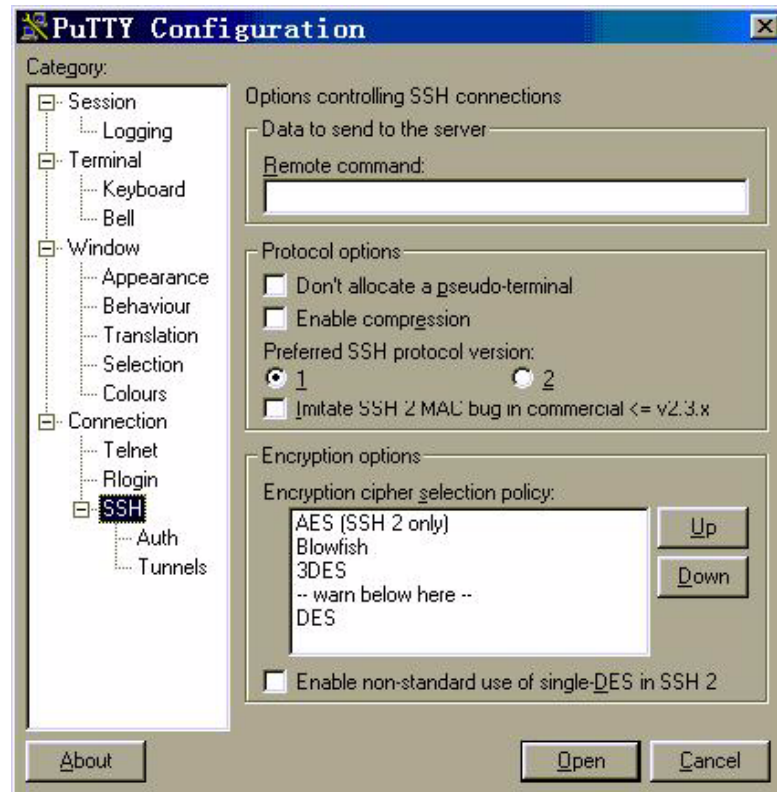 PuTTY Configuration
Category:
Session
Logging
Terminal
Keyboard
Bell
Window
Appearance
Behaviour
Translation
Selection
Colours
Connection
Telnet
Rlogin
SSH
Auth
Tunnels
Options controlling SSH connections
Data to send to the server
Remote command:
Protocol options
Don't allocate a pseudo-terminal
Enable compression
Preferred SSH protocol version:
1 2
Imitate SSH 2 MAC bug in commercial <= v2.3.x
Encryption options
Encryption cipher selection policy:
AES (SSH 2 only)
Blowfish
3DES
-- warn below here --
DES
Up
Down
Enable non-standard use of single-DES in SSH 2
About
Open
Cancel